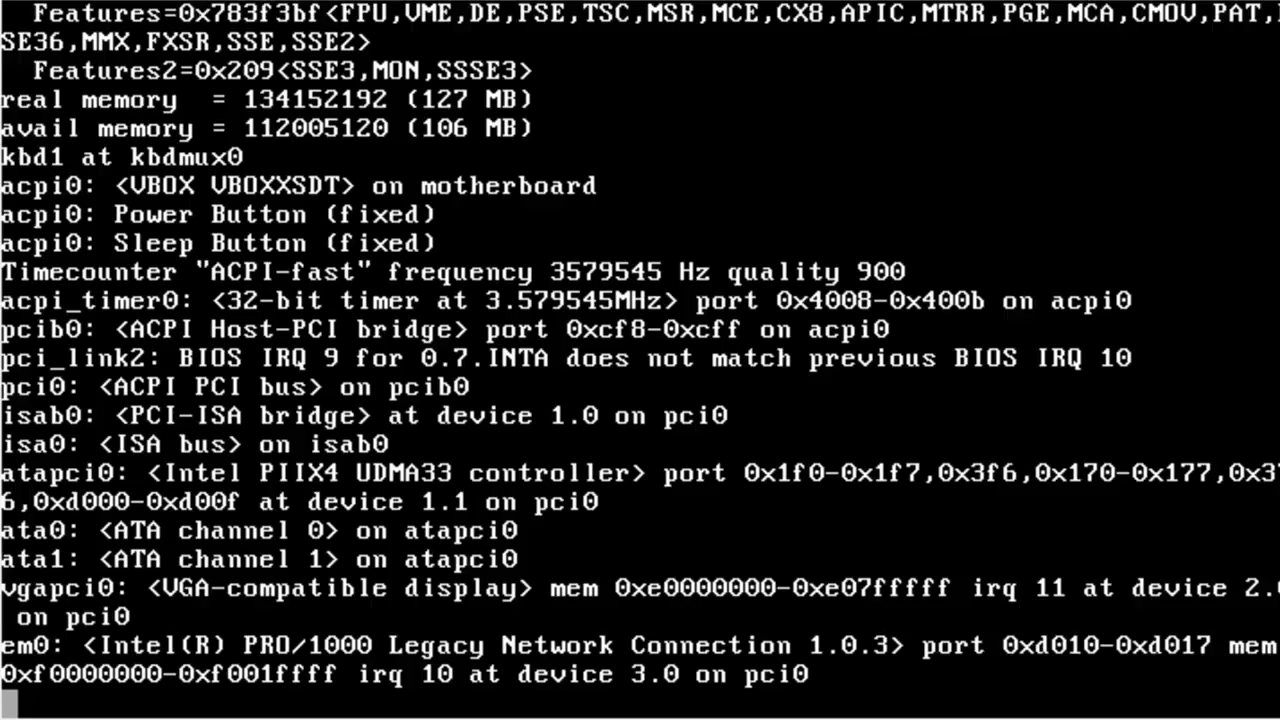 Features=0x783f3bf<FPU,VME,DE,PSE,TSC,MSR,MCE,CX8,APIC,MTRR,PGE,MCA,CMOV,PAT,
SE36,MMX,FXSR,SSE,SSE2>
Features2=0x209<SSE3,MON,SSSE3>
real memory = 134152192 (127 MB)
avail memory = 112005120 (106 MB)
kbd1 at kbdmux0
acpi0: <VBOX VBOXXSDT> on motherboard
acpi0: Power Button (fixed)
acpi0: Sleep Button (fixed)
Timecounter "ACPI-fast" frequency 3579545 Hz quality 900
acpi_timer0: <32-bit timer at 3.579545MHz> port 0x4008-0x400b on acpi0
pcib0: <ACPI Host-PCI bridge> port 0xcf8-0xcff on acpi0
pci_link2: BIOS IRQ 9 for 0.7.INTA does not match previous BIOS IRQ 10
pci0: <ACPI PCI bus> on pcib0
isab0: <PCI-ISA bridge> at device 1.0 on pci0
isa0: <ISA bus> on isab0
atapci0: <Intel PIIX4 UDMA33 controller> port 0x1f0-0x1f7,0x3f6,0x170-0x177,0x37
6,0xd000-0xd00f at device 1.1 on pci0
ata0: <ATA channel 0> on atapci0
ata1: <ATA channel 1> on atapci0
vgapci0: <VGA-compatible display> mem 0xe0000000-0xe07fffff irq 11 at device 2.0
on pci0
em0: <Intel(R) PRO/1000 Legacy Network Connection 1.0.3> port 0xd010-0xd017 mem
0xf0000000-0xf001ffff irq 10 at device 3.0 on pci0